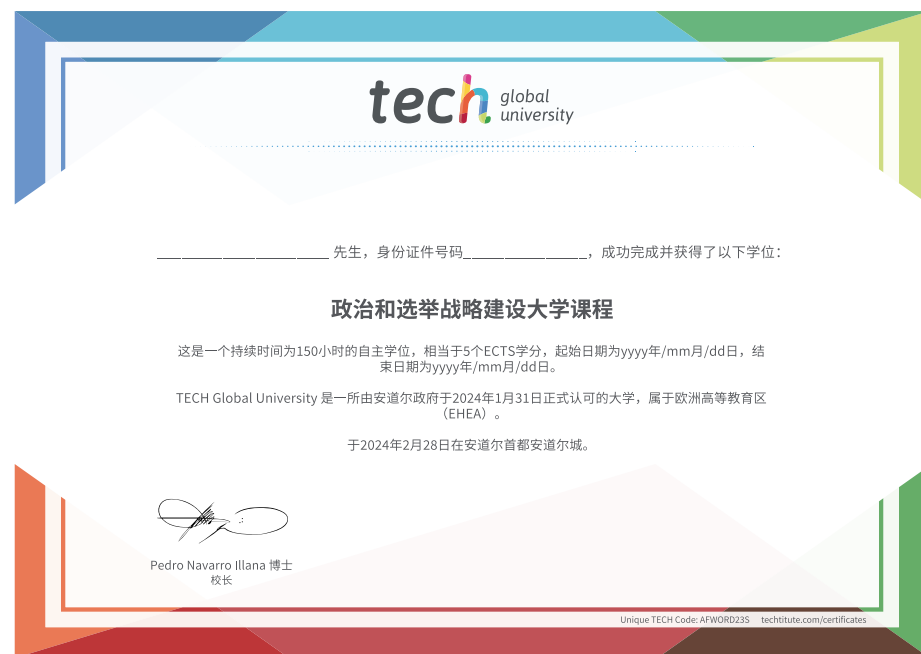 tech global
university
_____________________ 先生，身份证件号码_______________，成功完成并获得了以下学位：
政治和选举战略建设大学课程
这是一个持续时间为150小时的自主学位，相当于5个ECTS学分，起始日期为yyyy年/mm月/dd日，结
束日期为yyyy年/mm月/dd日。
TECH Global University 是一所由安道尔政府于2024年1月31日正式认可的大学，属于欧洲高等教育区
（EHEA）。
于2024年2月28日在安道尔首都安道尔城。
Pedro Navarro Illana 博士
校长
Unique TECH Code: AFWORD23S techtitute.com/certificates